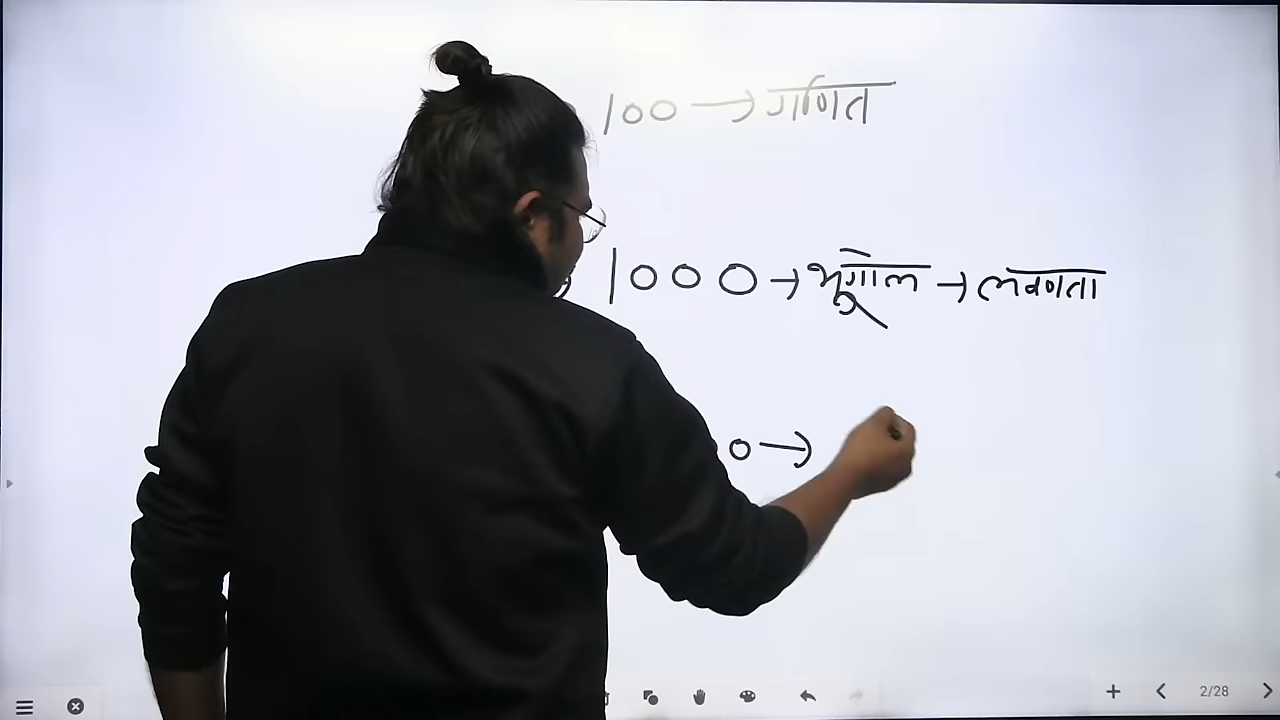 100 → गणित
1000 → भूगोल → लवणता
0 →
2/28